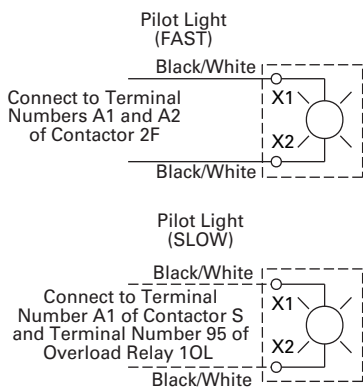 Pilot Light
(FAST)
Black/White
Connect to Terminal
Numbers A1 and A2
of Contactor 2F
X1
X2
Black/White
Pilot Light
(SLOW)
Black/White
Connect to Terminal
Number A1 of Contactor S
and Terminal Number 95 of
Overload Relay 1OL
X1
X2
Black/White